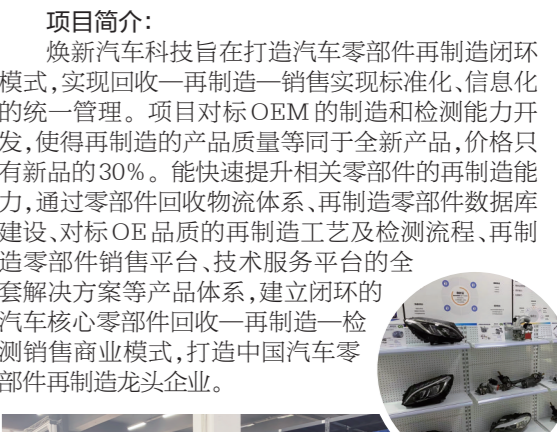 项目简介：
焕新汽车科技旨在打造汽车零部件再制造闭环
模式，实现回收—再制造—销售实现标准化、信息化
的统一管理。项目对标OEM的制造和检测能力开
发，使得再制造的产品质量等同于全新产品，价格只
有新品的30%。能快速提升相关零部件的再制造能
力，通过零部件回收物流体系、再制造零部件数据库
建设、对标OE品质的再制造工艺及检测流程、再制
造零部件销售平台、技术服务平台的全
套解决方案等产品体系，建立闭环的
汽车核心零部件回收—再制造—检
测销售商业模式，打造中国汽车零
部件再制造龙头企业。